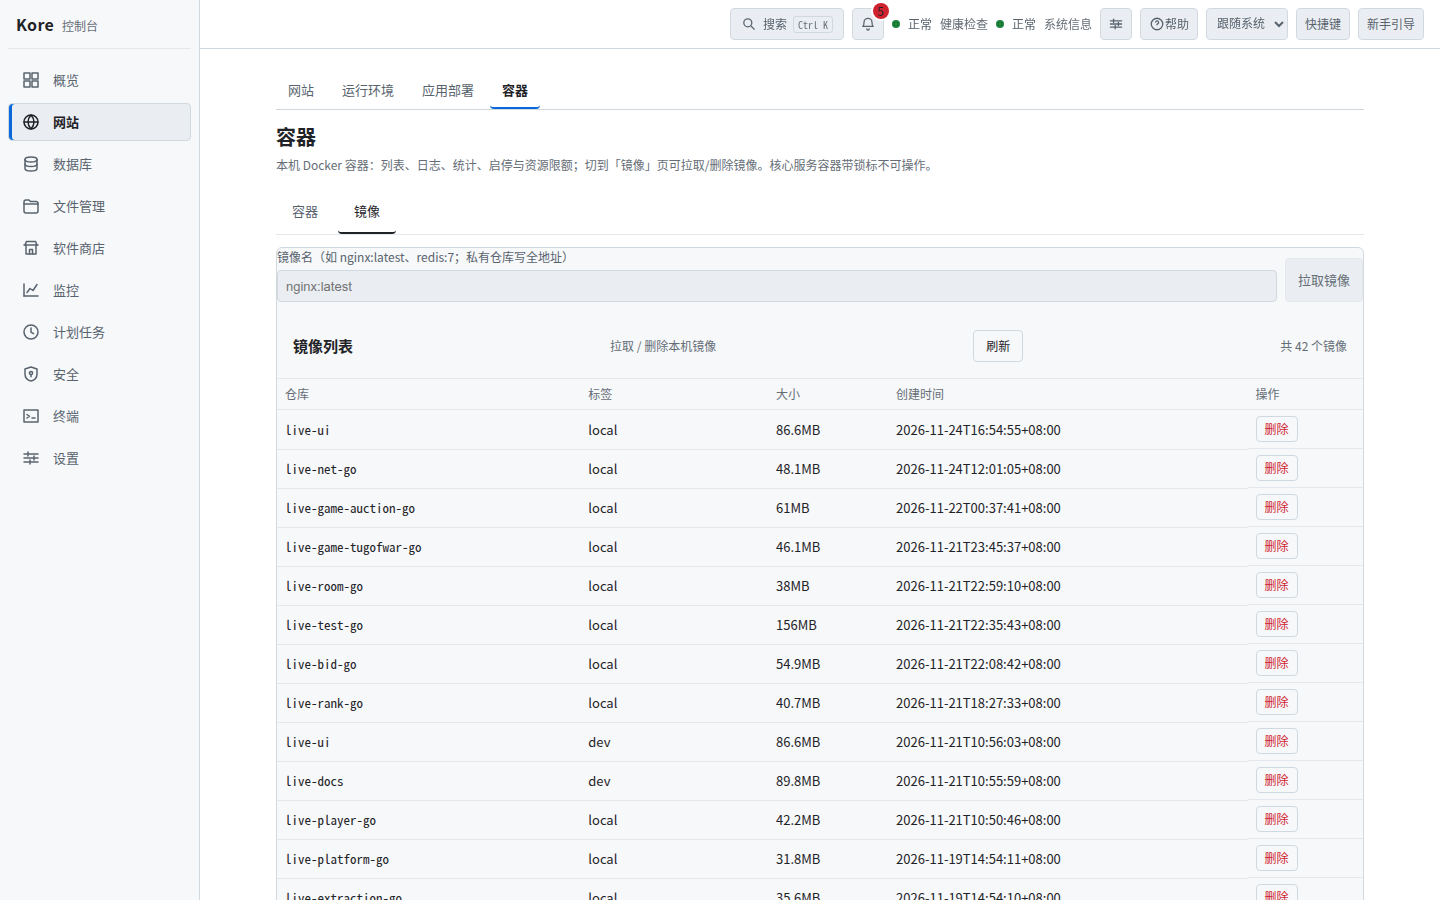 Kore 控制台
搜索 Ctrl K
5
正常 健康检查
正常 系统信息
帮助
跟随系统
快捷键
新手引导
概览
网站
数据库
文件管理
软件商店
监控
计划任务
安全
终端
设置
网站 运行环境 应用部署 容器
容器
本机 Docker 容器：列表、日志、统计、启停与资源限额；切到「镜像」页可拉取/删除镜像。核心服务容器带锁标不可操作。
容器 镜像
镜像名（如 nginx:latest、redis:7；私有仓库写全地址）
nginx:latest
拉取镜像
镜像列表 拉取 / 删除本机镜像 刷新 共 42 个镜像
仓库 标签 大小 创建时间 操作
live-ui local 86.6MB 2026-11-24T16:54:55+08:00 删除
live-net-go local 48.1MB 2026-11-24T12:01:05+08:00 删除
live-game-auction-go local 61MB 2026-11-22T00:37:41+08:00 删除
live-game-tugofwar-go local 46.1MB 2026-11-21T23:45:37+08:00 删除
live-room-go local 38MB 2026-11-21T22:59:10+08:00 删除
live-test-go local 156MB 2026-11-21T22:35:43+08:00 删除
live-bid-go local 54.9MB 2026-11-21T22:08:42+08:00 删除
live-rank-go local 40.7MB 2026-11-21T18:27:33+08:00 删除
live-ui dev 86.6MB 2026-11-21T10:56:03+08:00 删除
live-docs dev 89.8MB 2026-11-21T10:55:59+08:00 删除
live-player-go local 42.2MB 2026-11-21T10:50:46+08:00 删除
live-platform-go local 31.8MB 2026-11-19T14:54:11+08:00 删除
live-extraction-go local 35.6MB 2026-11-19T14:54:10+08:00 删除